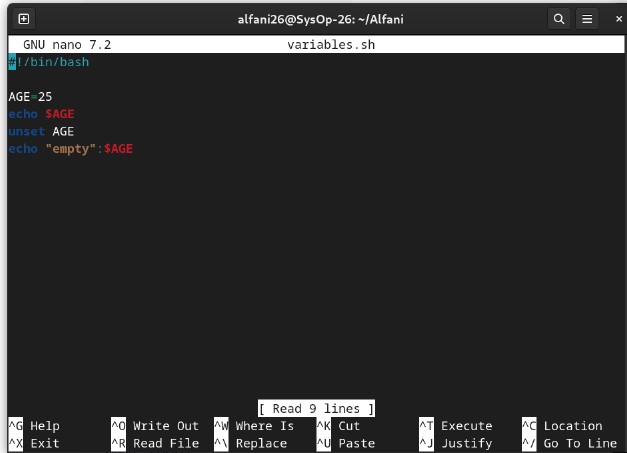 alfani26@SysOp-26: ~/Alfani
GNU nano 7.2 variables.sh
#!/bin/bash
AGE=25
echo $AGE
unset AGE
echo "empty":$AGE
[ Read 9 lines ]
^G Help ^O Write Out ^W Where Is ^K Cut ^T Execute ^C Location
^X Exit ^R Read File ^\ Replace ^U Paste ^J Justify ^/ Go To Line